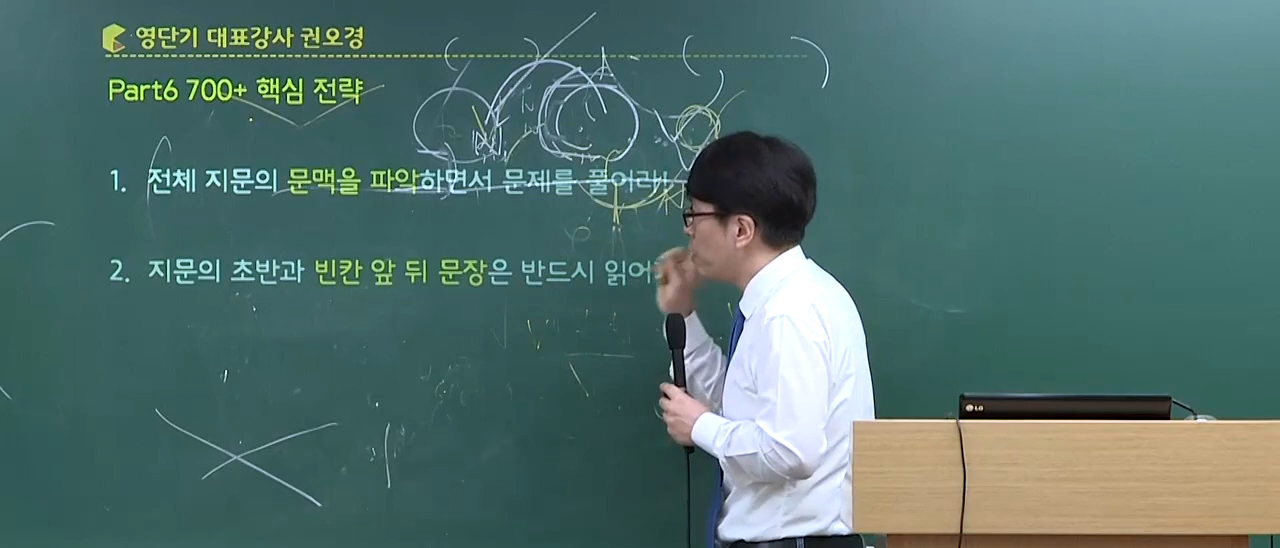 영단기 대표강사 권오경
Part6 700+ 핵심 전략
1. 전체 지문의 문맥을 파악하면서 문제를 풀어라!
2. 지문의 초반과 빈칸 앞 뒤 문장은 반드시 읽어
LG